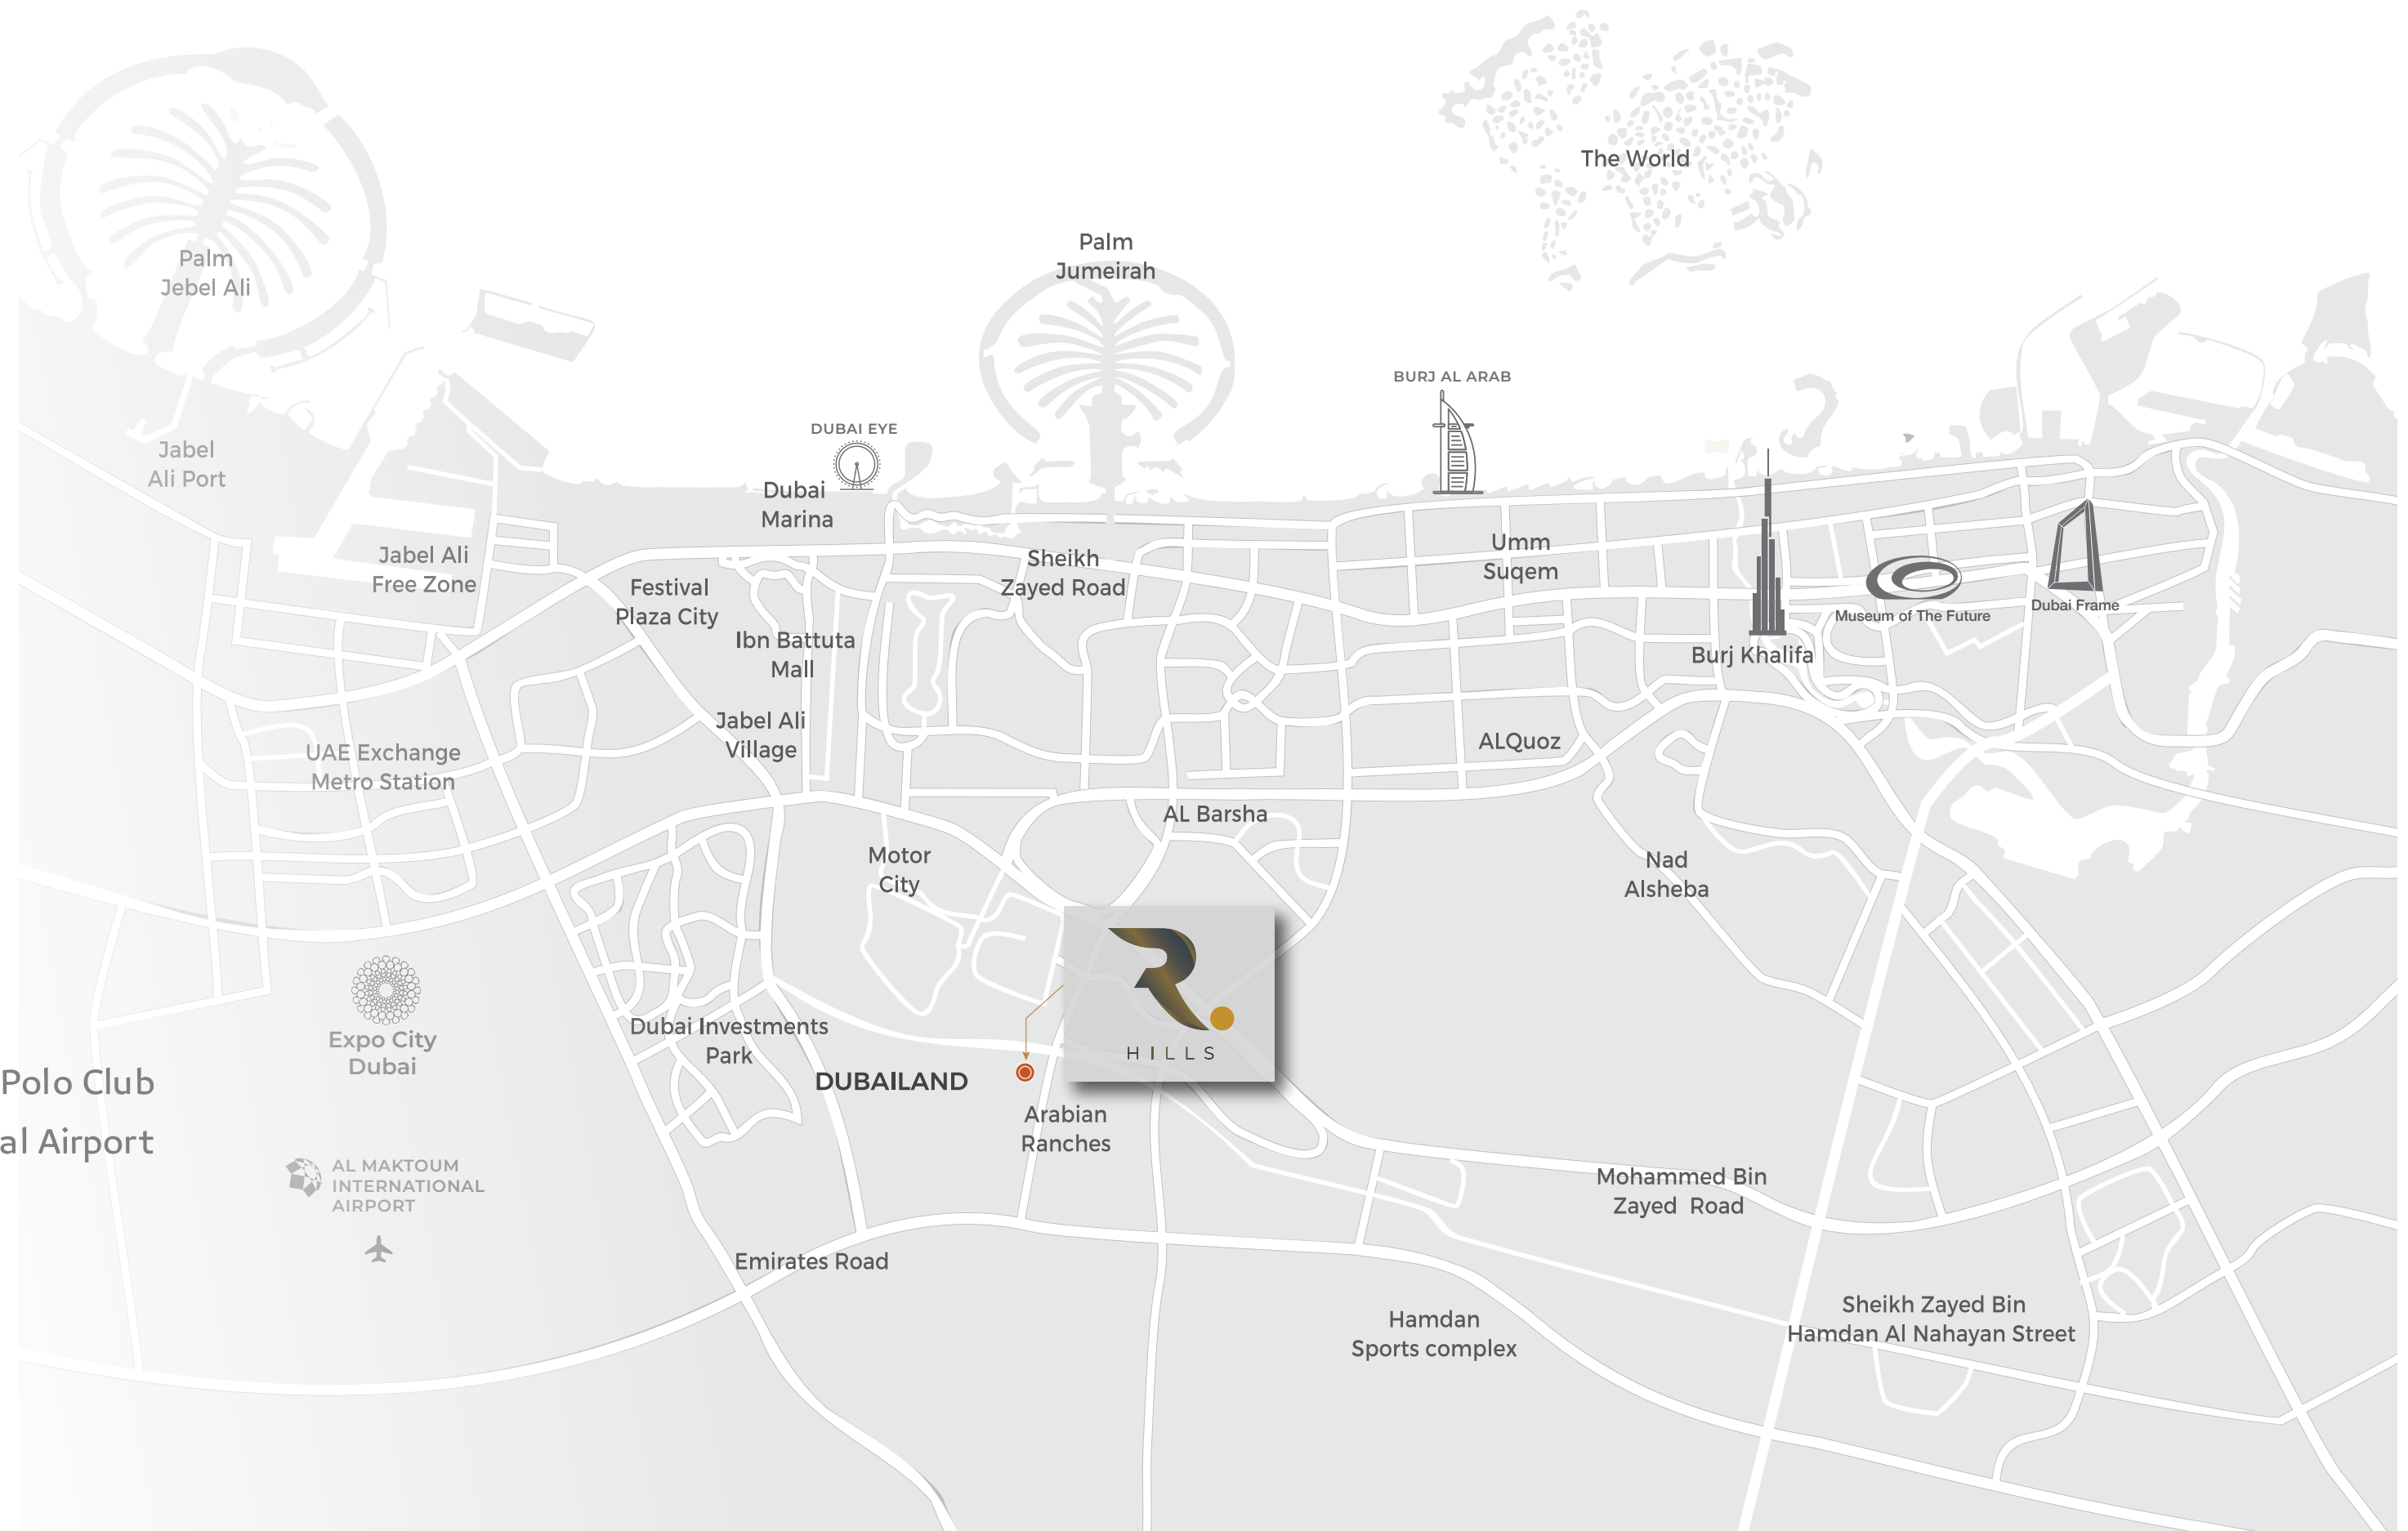 The World
Palm
Jumeirah
Palm
Jebel Ali
BURJ AL ARAB
DUBAI EYE
Jabel
Ali Port
Dubai
Marina
Jabel Ali
Free Zone
Festival
Plaza City
Sheikh
Zayed Road
Umm
Suqem
Museum of The Future
Dubai Frame
Ibn Battuta
Mall
Burj Khalifa
Jabel Ali
Village
UAE Exchange
Metro Station
ALQuoz
AL Barsha
Motor
City
Nad
Alsheba
R
HILLS
Expo City
Dubai
Dubai Investments
Park
Polo Club
DUBAILAND
al Airport
Arabian
Ranches
AL MAKTOUM
INTERNATIONAL
AIRPORT
Mohammed Bin
Zayed Road
Emirates Road
Hamdan
Sports complex
Sheikh Zayed Bin
Hamdan Al Nahayan Street